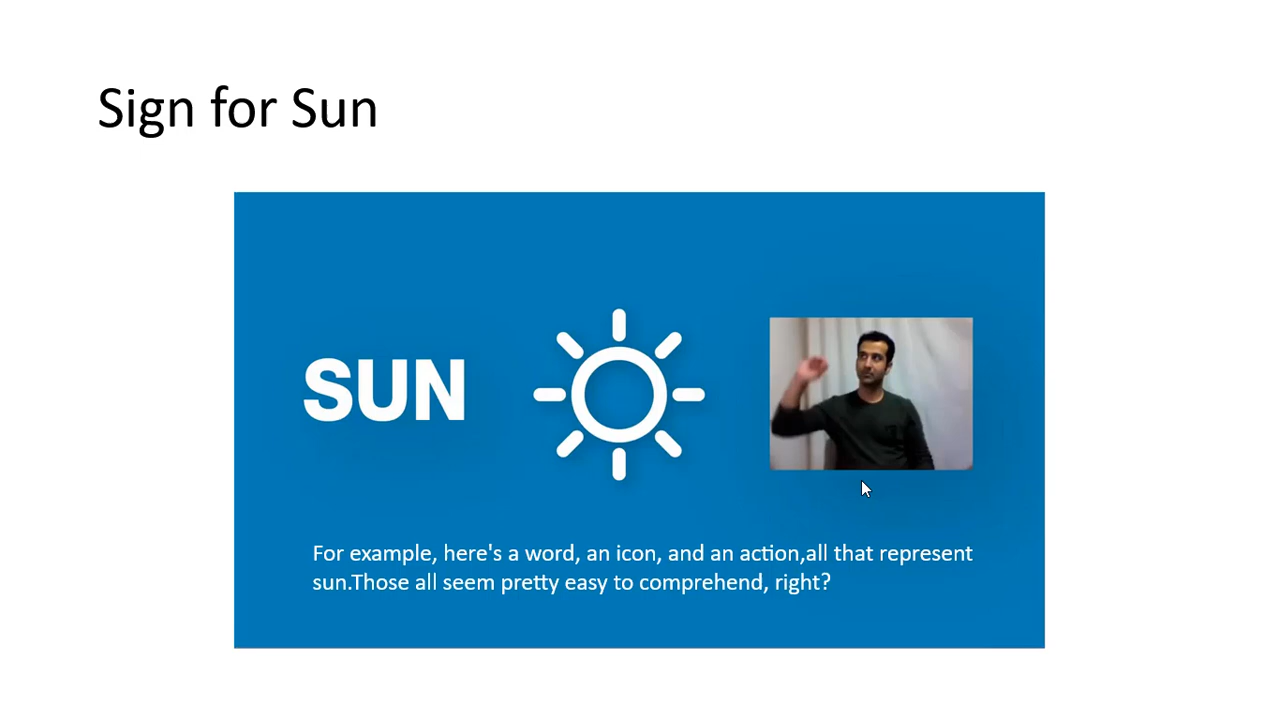 Sign for Sun
SUN
For example, here's a word, an icon, and an action,all that represent
sun.Those all seem pretty easy to comprehend, right?